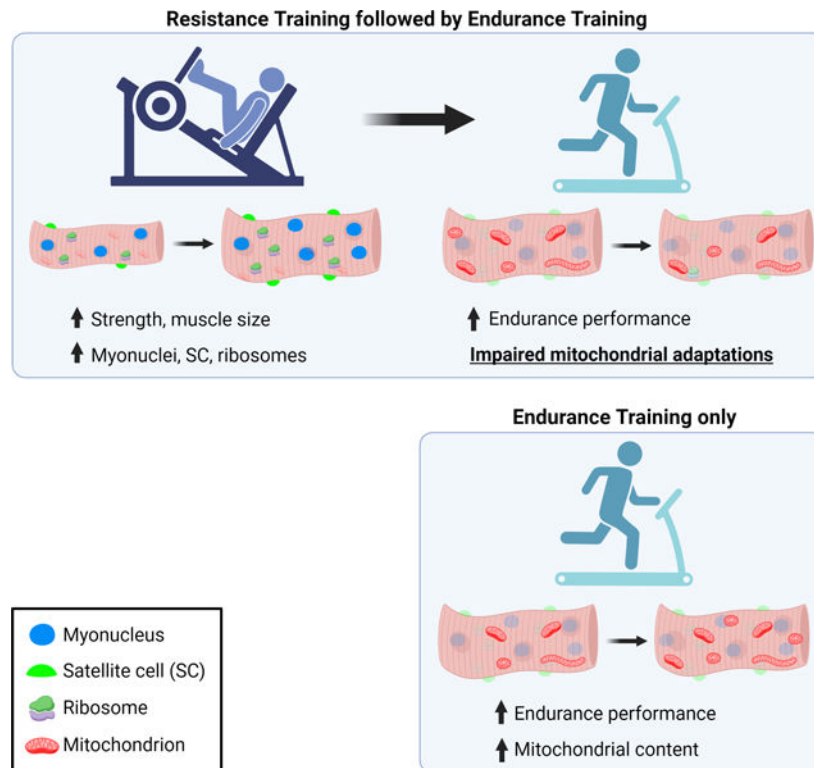 Resistance Training followed by Endurance Training
Strength, muscle size
Myonuclei, SC, ribosomes
Endurance performance
Impaired mitochondrial adaptations
Endurance Training only
Endurance performance
Mitochondrial content
Myonucleus
Satellite cell (SC)
Ribosome
Mitochondrion